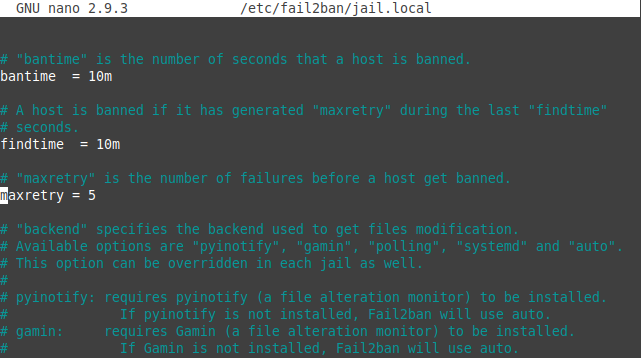 GNU nano 2.9.3 /etc/fail2ban/jail.local
# "bantime" is the number of seconds that a host is banned.
bantime  = 10m
# A host is banned if it has generated "maxretry" during the last "findtime"
# seconds.
findtime  = 10m
# "maxretry" is the number of failures before a host get banned.
maxretry = 5
# "backend" specifies the backend used to get files modification.
# Available options are "pyinotify", "gamin", "polling", "systemd" and "auto".
# This option can be overridden in each jail as well.
#
# pyinotify: requires pyinotify (a file alteration monitor) to be installed.
#              If pyinotify is not installed, Fail2ban will use auto.
# gamin:     requires Gamin (a file alteration monitor) to be installed.
#              If Gamin is not installed, Fail2ban will use auto.